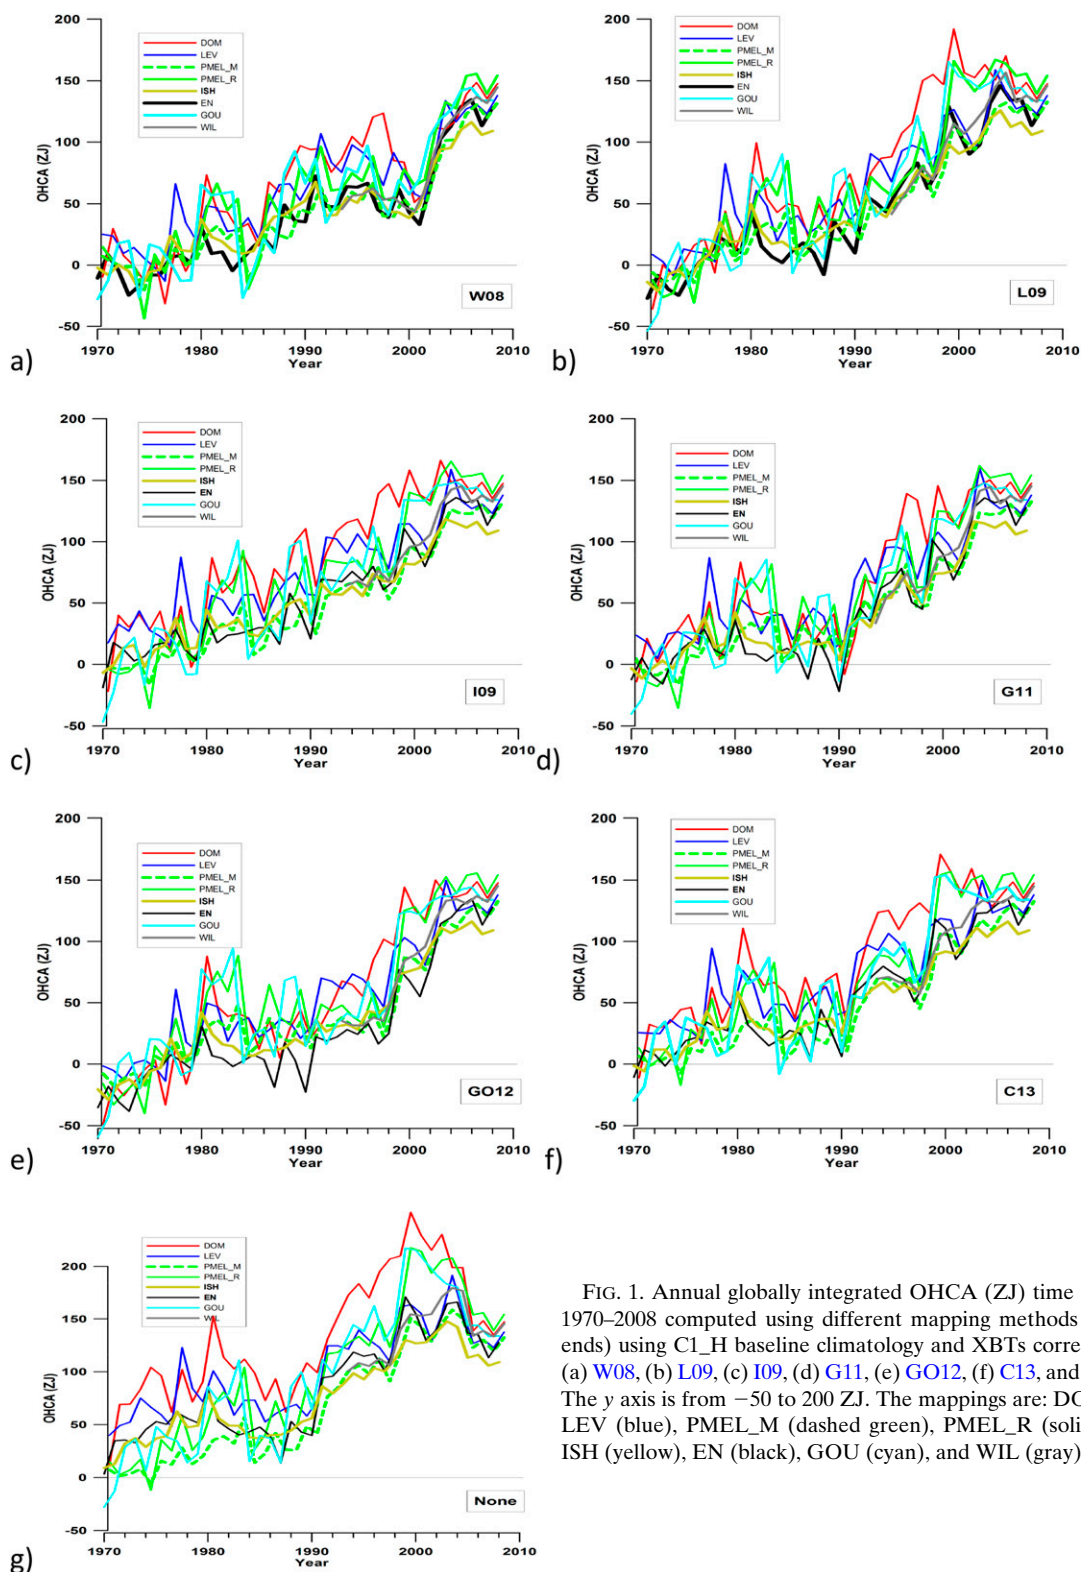 200
150
100
50
0
-50
OHCA (ZJ)
DOM
LEV
PMEL_M
PMEL_R
ISH
EN
GOU
WIL
W08
1970
1980
1990
2000
2010
Year
a)
200
150
100
50
0
-50
OHCA (ZJ)
DOM
LEV
PMEL_M
PMEL_R
ISH
EN
GOU
WIL
L09
1970
1980
1990
2000
2010
Year
b)
200
150
100
50
0
-50
OHCA (ZJ)
DOM
LEV
PMEL_M
PMEL_R
ISH
EN
GOU
WIL
I09
1970
1980
1990
2000
2010
Year
c)
200
150
100
50
0
-50
OHCA (ZJ)
DOM
LEV
PMEL_M
PMEL_R
ISH
EN
GOU
WIL
G11
1970
1980
1990
2000
2010
Year
d)
200
150
100
50
0
-50
OHCA (ZJ)
DOM
LEV
PMEL_M
PMEL_R
ISH
EN
GOU
WIL
GO12
1970
1980
1990
2000
2010
Year
e)
200
150
100
50
0
-50
OHCA (ZJ)
DOM
LEV
PMEL_M
PMEL_R
ISH
EN
GOU
WIL
C13
1970
1980
1990
2000
2010
Year
f)
200
150
100
50
0
-50
OHCA (ZJ)
DOM
LEV
PMEL_M
PMEL_R
ISH
EN
GOU
WIL
None
1970
1980
1990
2000
2010
Year
g)
FIG. 1. Annual globally integrated OHCA (ZJ) time
1970–2008 computed using different mapping methods
ends) using C1_H baseline climatology and XBTs corre
(a) W08, (b) L09, (c) I09, (d) G11, (e) GO12, (f) C13, and
The y axis is from −50 to 200 ZJ. The mappings are: DO
LEV (blue), PMEL_M (dashed green), PMEL_R (soli
ISH (yellow), EN (black), GOU (cyan), and WIL (gray)